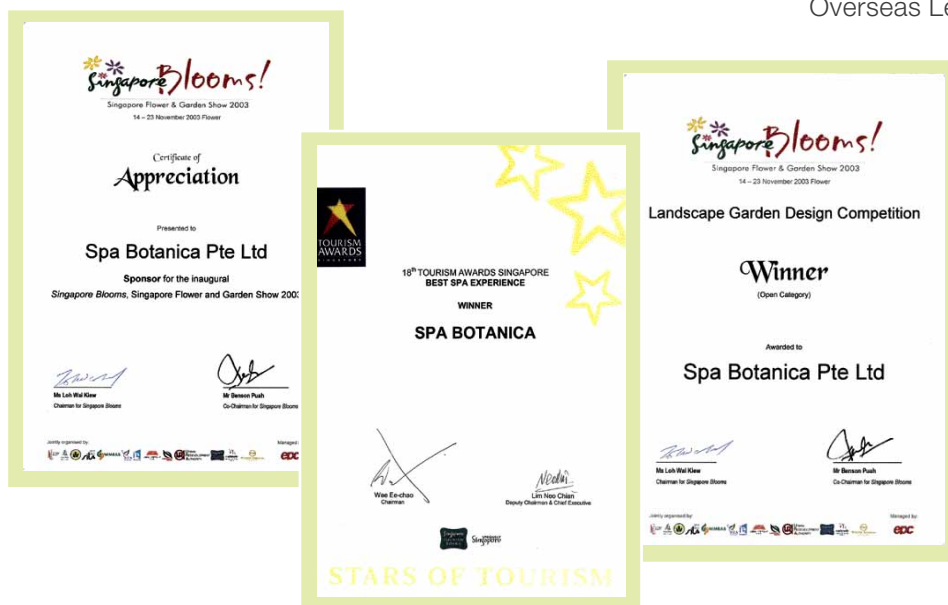 Overseas Le
Singapore Blooms!
Singapore Flower & Garden Show 2003
14 – 23 November 2003 Flower
Certificate of
Appreciation
Presented to
Spa Botanica Pte Ltd
Sponsor for the inaugural
Singapore Blooms, Singapore Flower and Garden Show 200
Ms Loh Wai Kiew
Chairman for Singapore Blooms
Mr Benson Puah
Co-Chairman for Singapore Blooms
Jointly organised by:
Managed
epc
TOURISM
AWARDS
SINGAPORE
18th TOURISM AWARDS SINGAPORE
BEST SPA EXPERIENCE
WINNER
SPA BOTANICA
Wee Ee-chao
Chairman
Lim Neo Chian
Deputy Chairman & Chief Executive
Singapore
STARS OF TOURISM
Singapore Blooms!
Singapore Flower & Garden Show 2003
14 – 23 November 2003 Flower
Landscape Garden Design Competition
Winner
(Open Category)
Awarded to
Spa Botanica Pte Ltd
Ms Loh Wai Kiew
Chairman for Singapore Blooms
Mr Benson Puah
Co-Chairman for Singapore Blooms
Jointly organised by:
Managed by:
epc